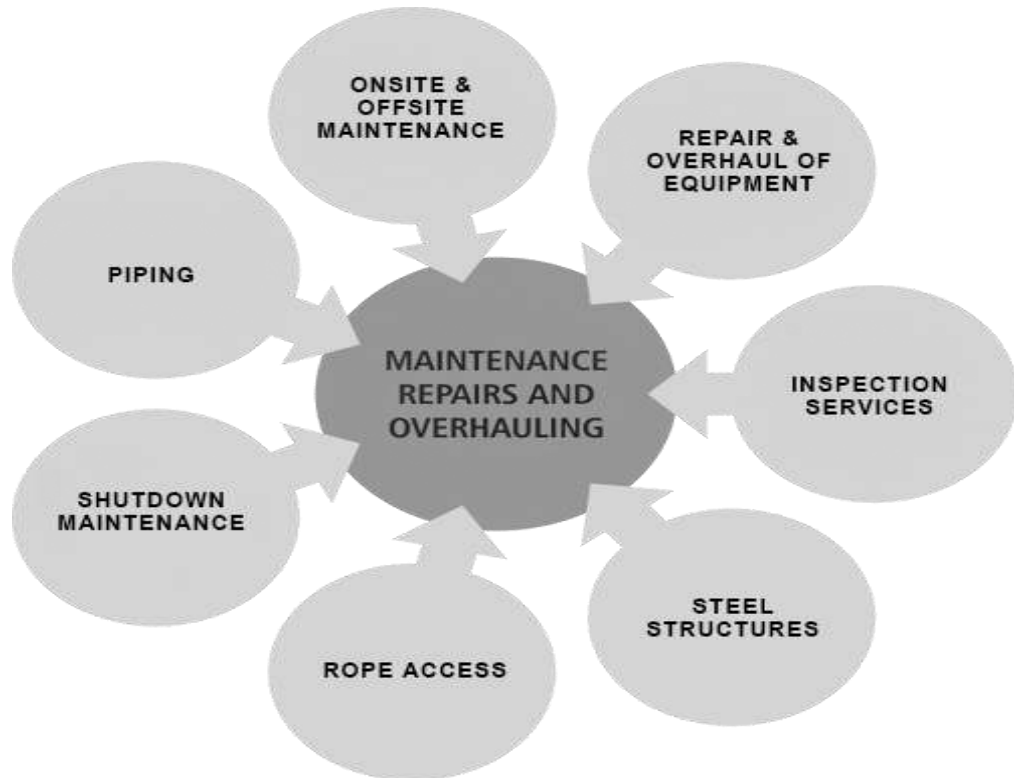 ONSITE &
OFFSITE
MAINTENANCE
REPAIR &
OVERHAUL OF
EQUIPMENT
PIPING
MAINTENANCE
REPAIRS AND
OVERHAULING
INSPECTION
SERVICES
SHUTDOWN
MAINTENANCE
STEEL
STRUCTURES
ROPE ACCESS